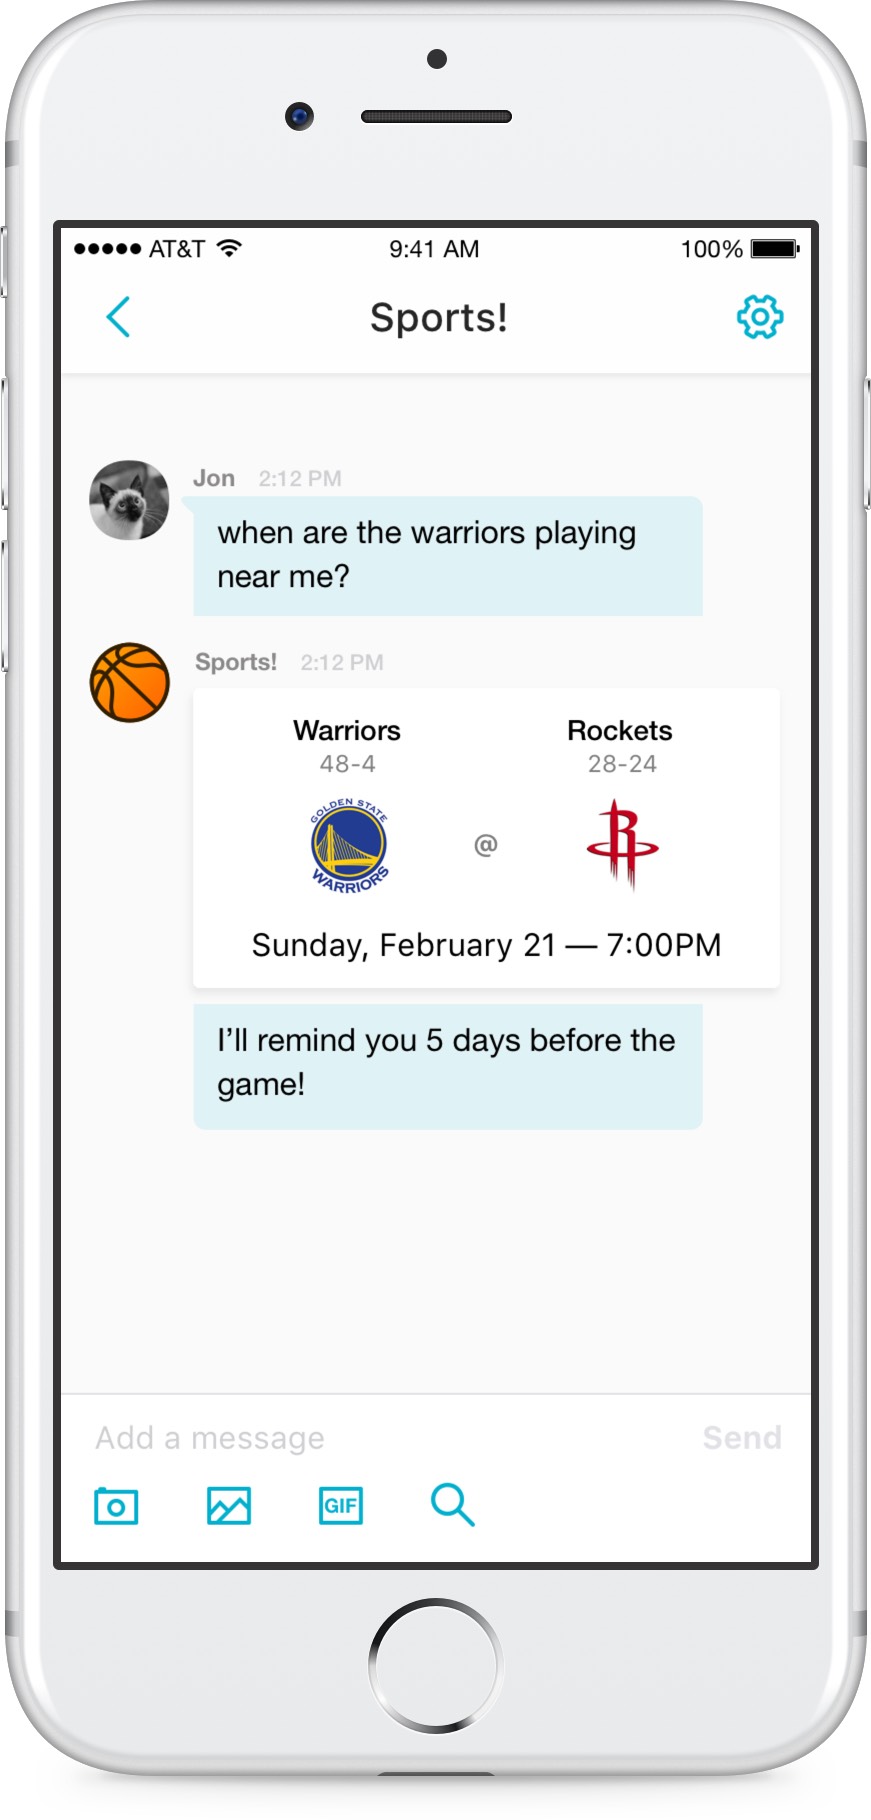 ●●●●● AT&T 9:41 AM 100%
Sports!
Jon 2:12 PM
when are the warriors playing
near me?
Sports! 2:12 PM
Warriors Rockets
48-4 28-24
GOLDEN STATE
WARRIORS
@
R
Sunday, February 21 — 7:00PM
I’ll remind you 5 days before the
game!
Add a message Send
GIF